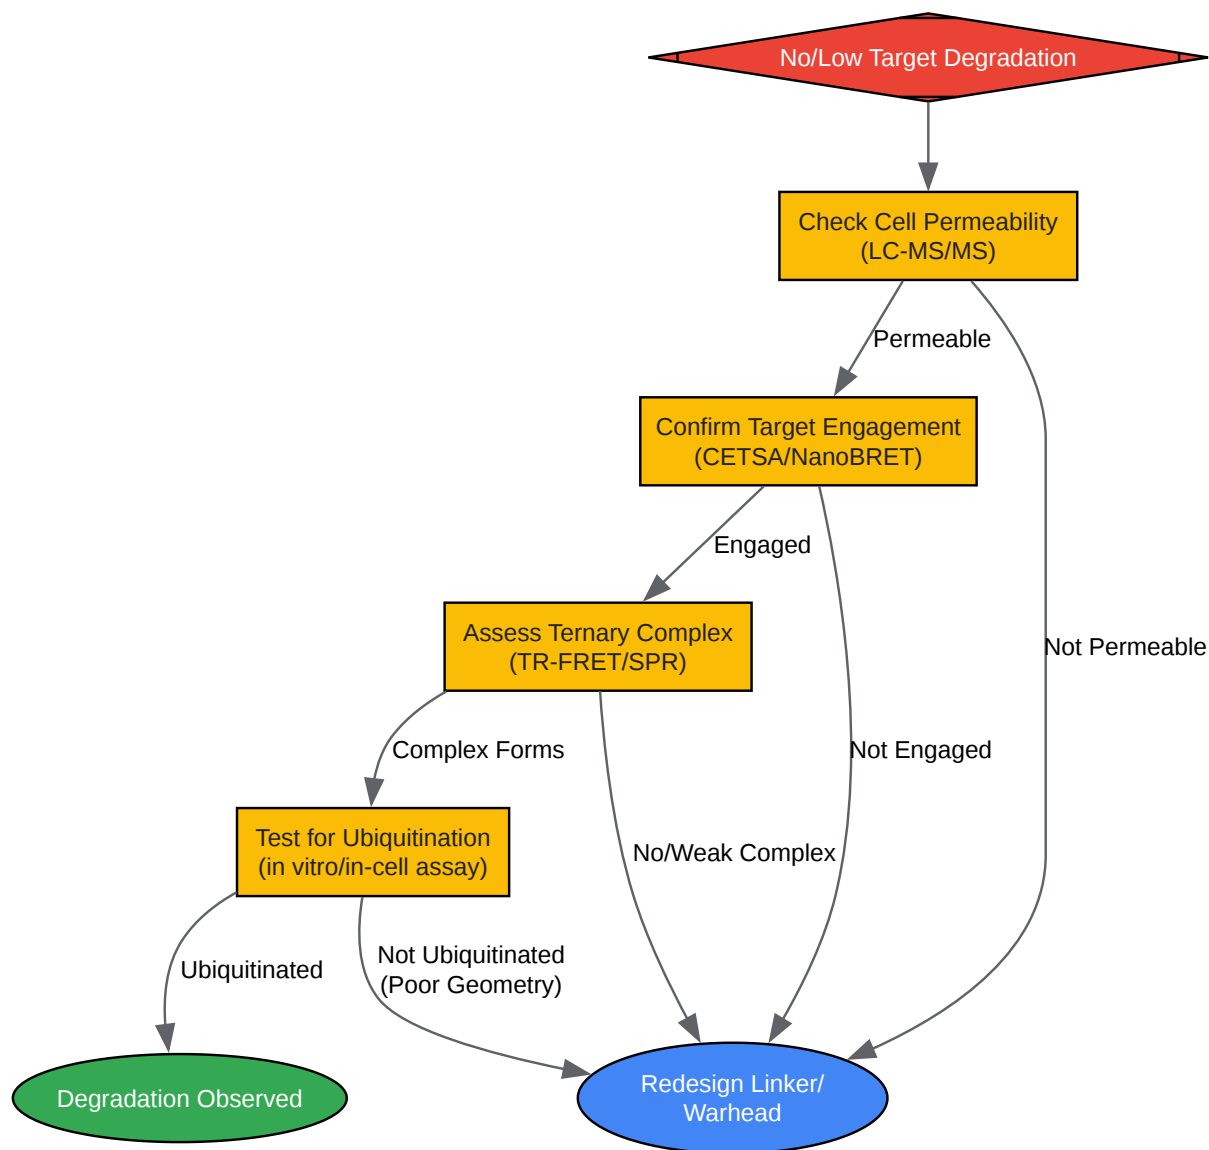 No/Low Target Degradation
Check Cell Permeability
(LC-MS/MS)
Permeable
Confirm Target Engagement
(CETSA/NanoBRET)
Engaged
Assess Ternary Complex
(TR-FRET/SPR)
Not Permeable
Complex Forms
Not Engaged
Test for Ubiquitination
(in vitro/in-cell assay)
No/Weak Complex
Ubiquitinated
Not Ubiquitinated
(Poor Geometry)
Degradation Observed
Redesign Linker/
Warhead